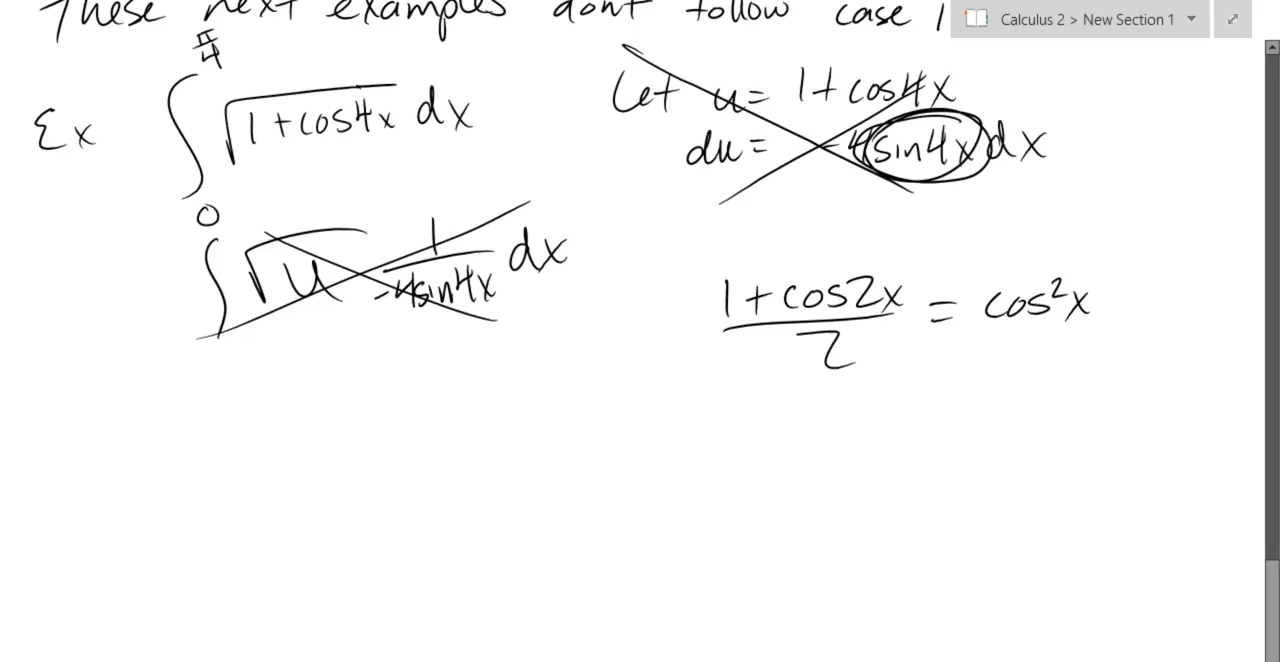 These next examples dont follow case 1
Calculus 2 > New Section 1
Ex ∫₀^(π/4) √(1+cos4x) dx
Let u = 1+cos4x
du = -4sin4x dx
∫ √u 1/(-4sin4x) dx
(1+cos2x)/2 = cos²x